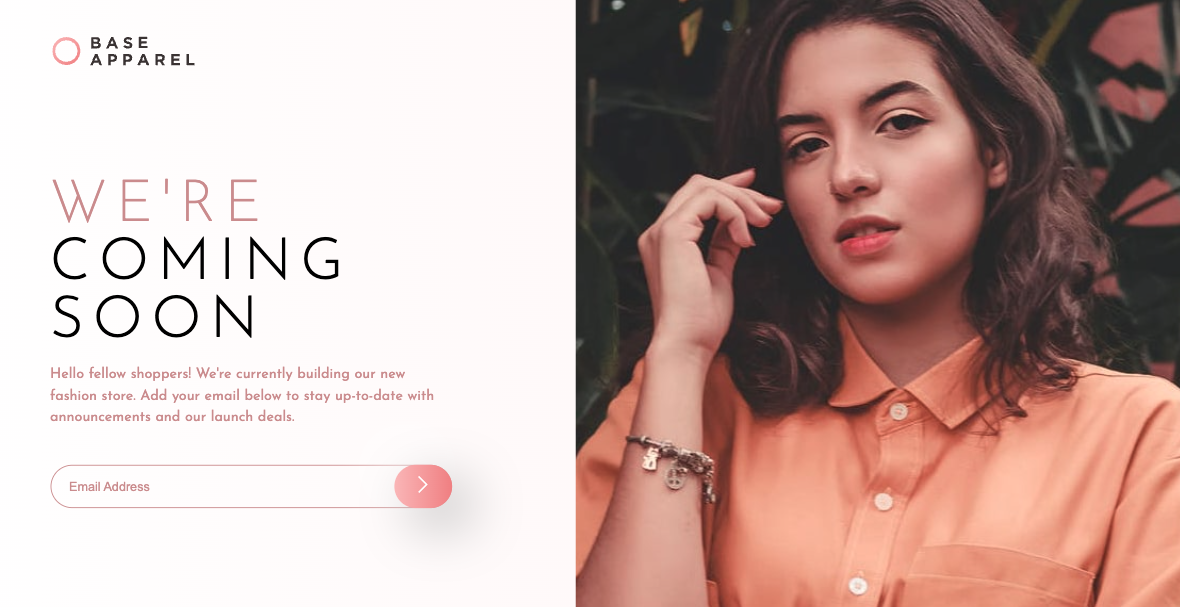 BASE
APPAREL
WE'RE
COMING
SOON
Hello fellow shoppers! We're currently building our new
fashion store. Add your email below to stay up-to-date with
announcements and our launch deals.
Email Address